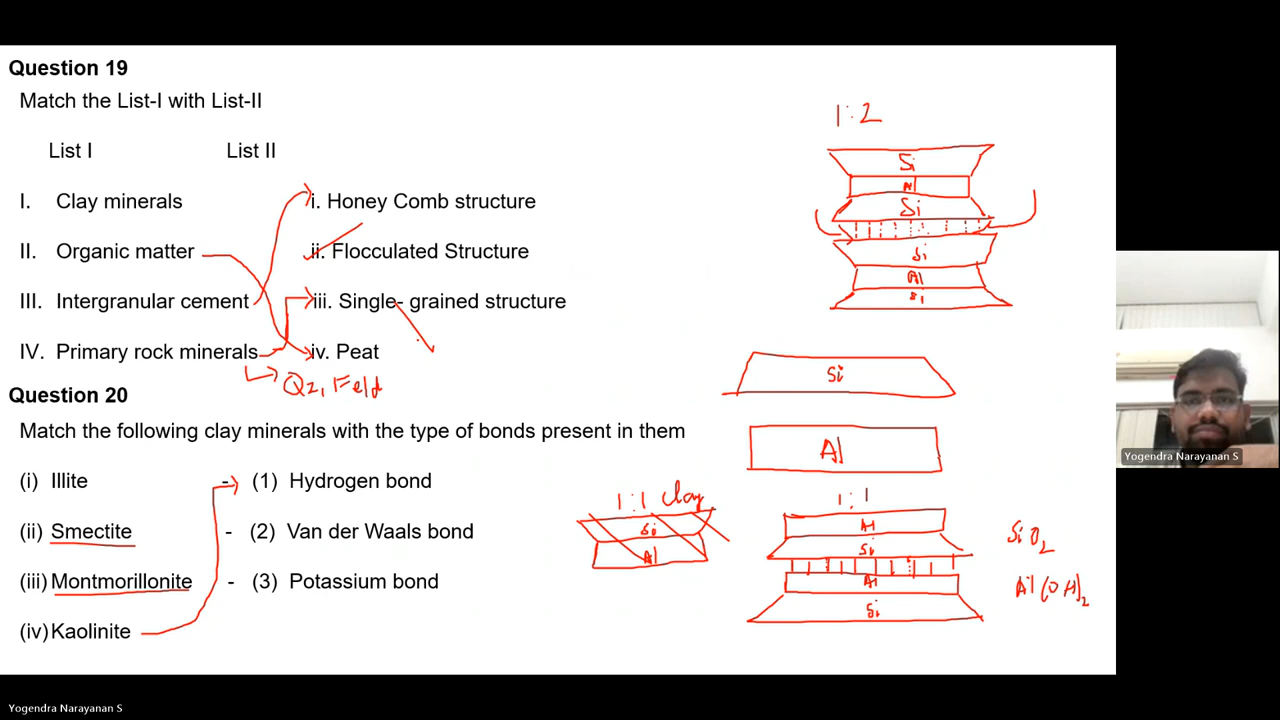 Question 19
Match the List-I with List-II
List I List II
I. Clay minerals i. Honey Comb structure
II. Organic matter ii. Flocculated Structure
III. Intergranular cement iii. Single- grained structure
IV. Primary rock minerals iv. Peat
Qz, Feld
Question 20
Match the following clay minerals with the type of bonds present in them
(i) Illite - (1) Hydrogen bond
(ii) Smectite - (2) Van der Waals bond
(iii) Montmorillonite - (3) Potassium bond
(iv) Kaolinite
1:2
Si
Al
Si
Si
Al
Si
Si
Al
1:1 clay
Si
Al
1:1
Al
Si
Al
Si
SiO2
Al(OH)2
Yogendra Narayanan S
Yogendra Narayanan S